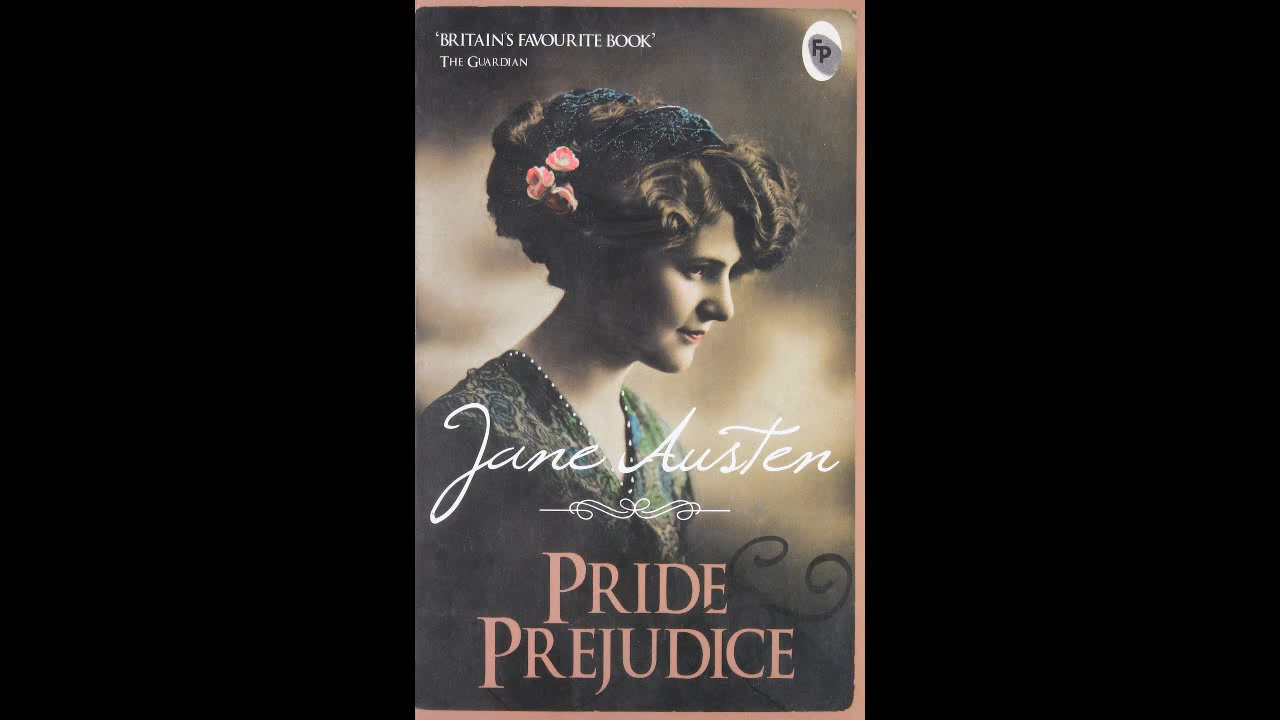 ‘BRITAIN’S FAVOURITE BOOK’
THE GUARDIAN
FP
Jane Austen
PRIDE &
PREJUDICE